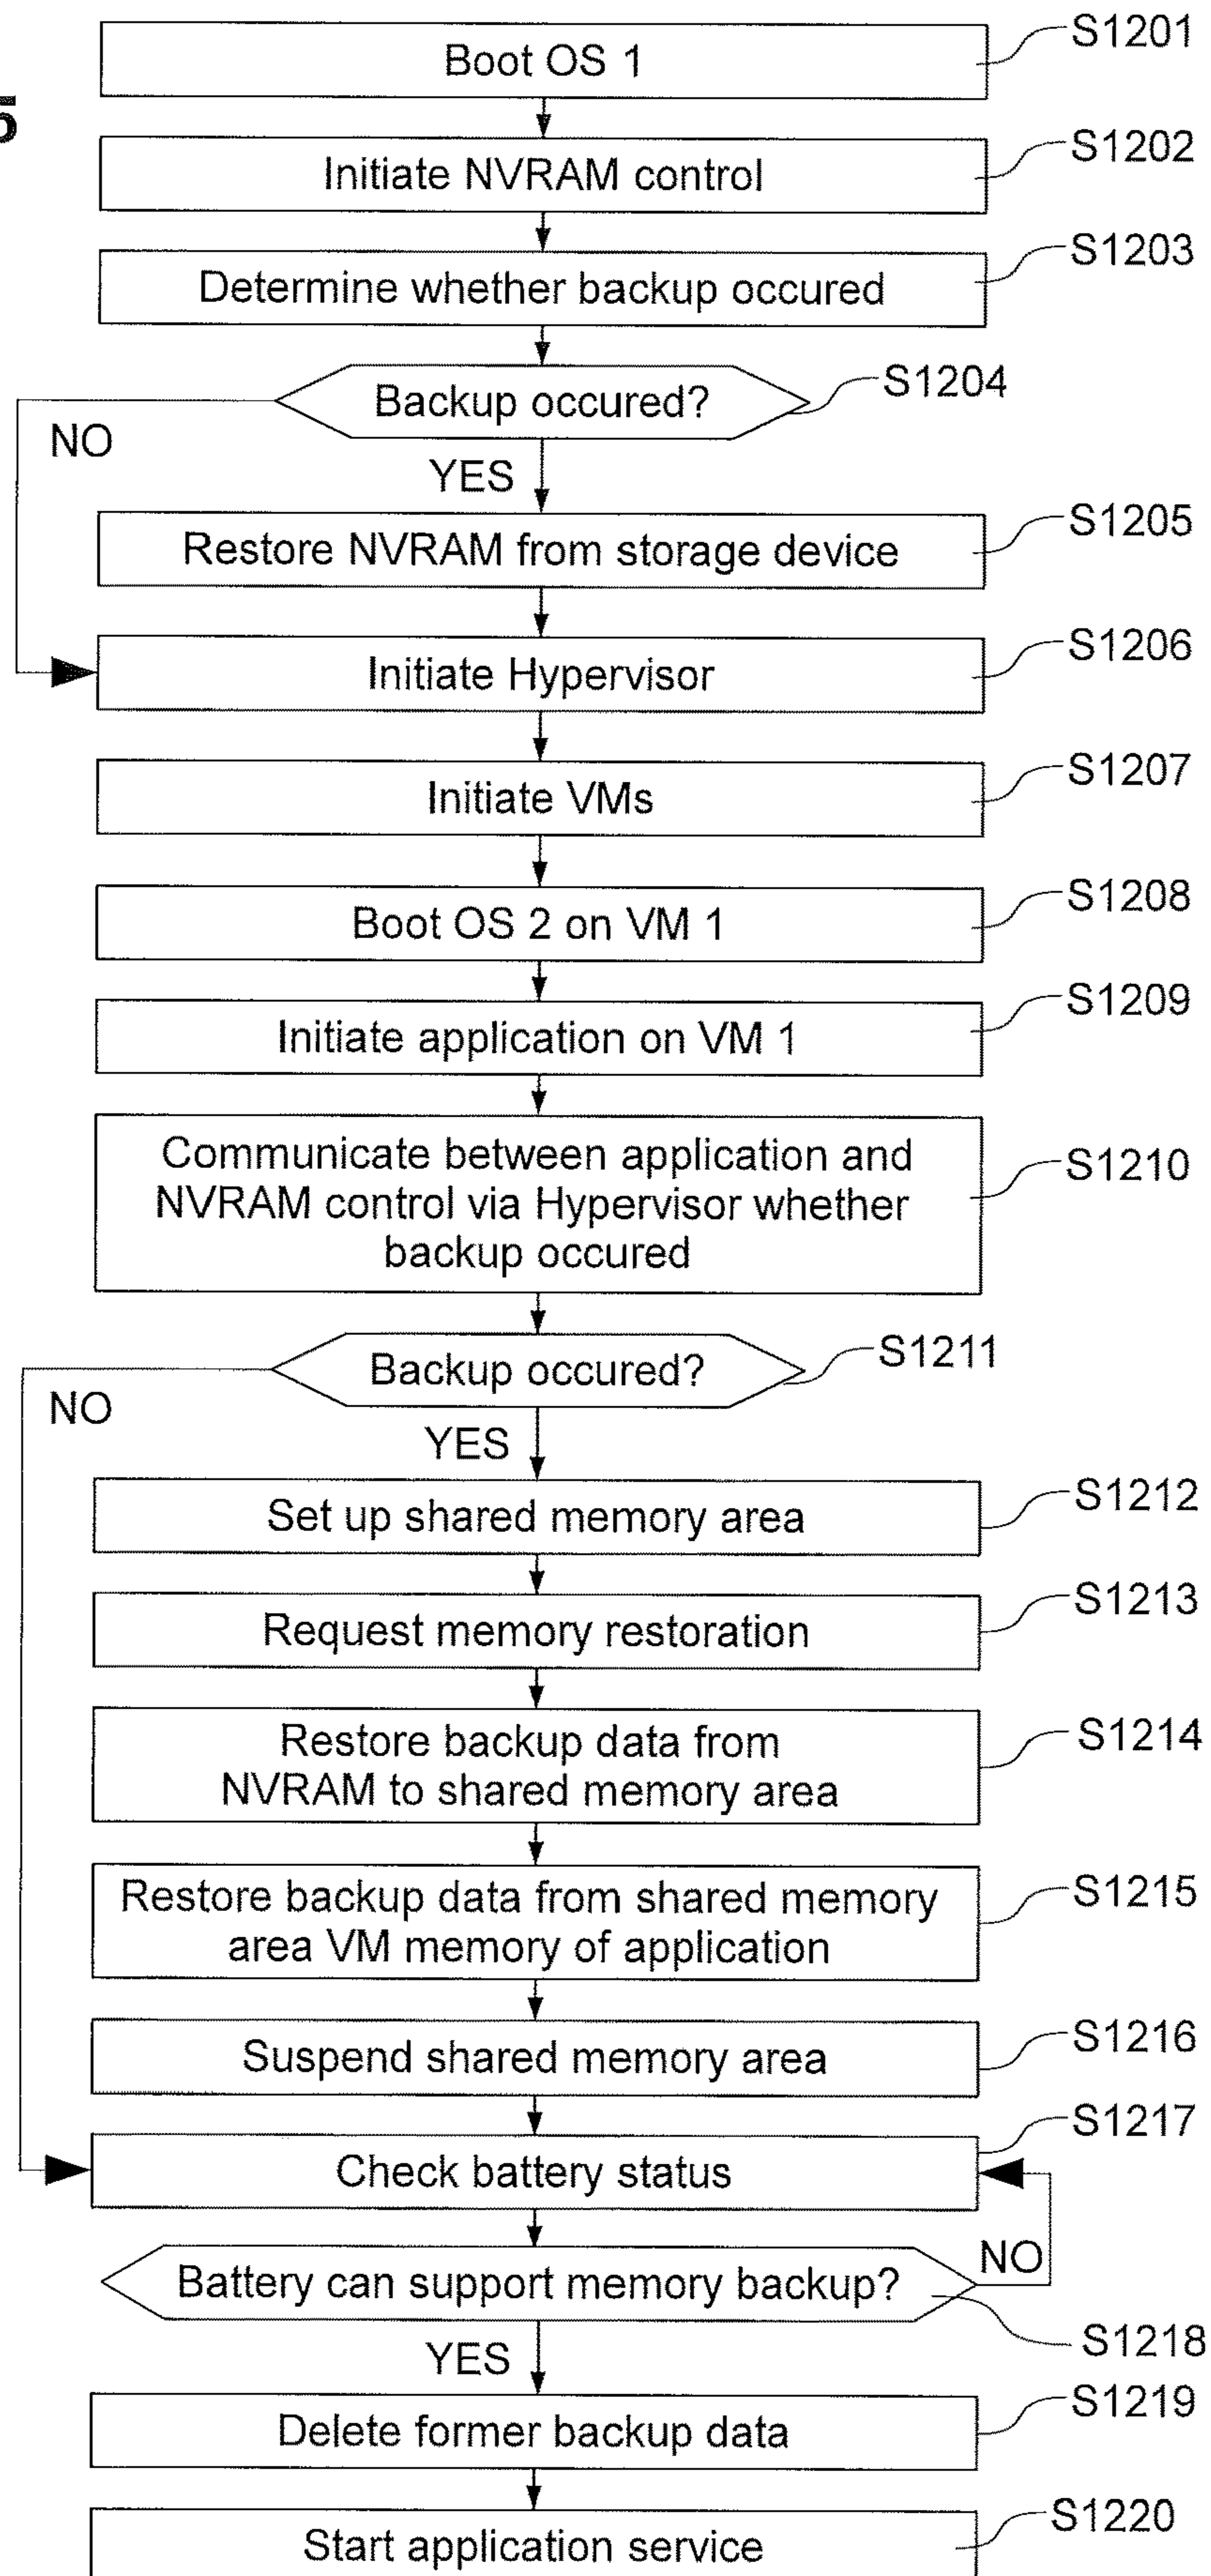 Boot OS 1
S1201
5
Initiate NVRAM control
S1202
Determine whether backup occured
S1203
Backup occured?
S1204
NO
YES
Restore NVRAM from storage device
S1205
Initiate Hypervisor
S1206
Initiate VMs
S1207
Boot OS 2 on VM 1
S1208
Initiate application on VM 1
S1209
Communicate between application and
NVRAM control via Hypervisor whether
backup occured
S1210
Backup occured?
S1211
NO
YES
Set up shared memory area
S1212
Request memory restoration
S1213
Restore backup data from
NVRAM to shared memory area
S1214
Restore backup data from shared memory
area VM memory of application
S1215
Suspend shared memory area
S1216
Check battery status
S1217
Battery can support memory backup?
NO
S1218
YES
Delete former backup data
S1219
Start application service
S1220